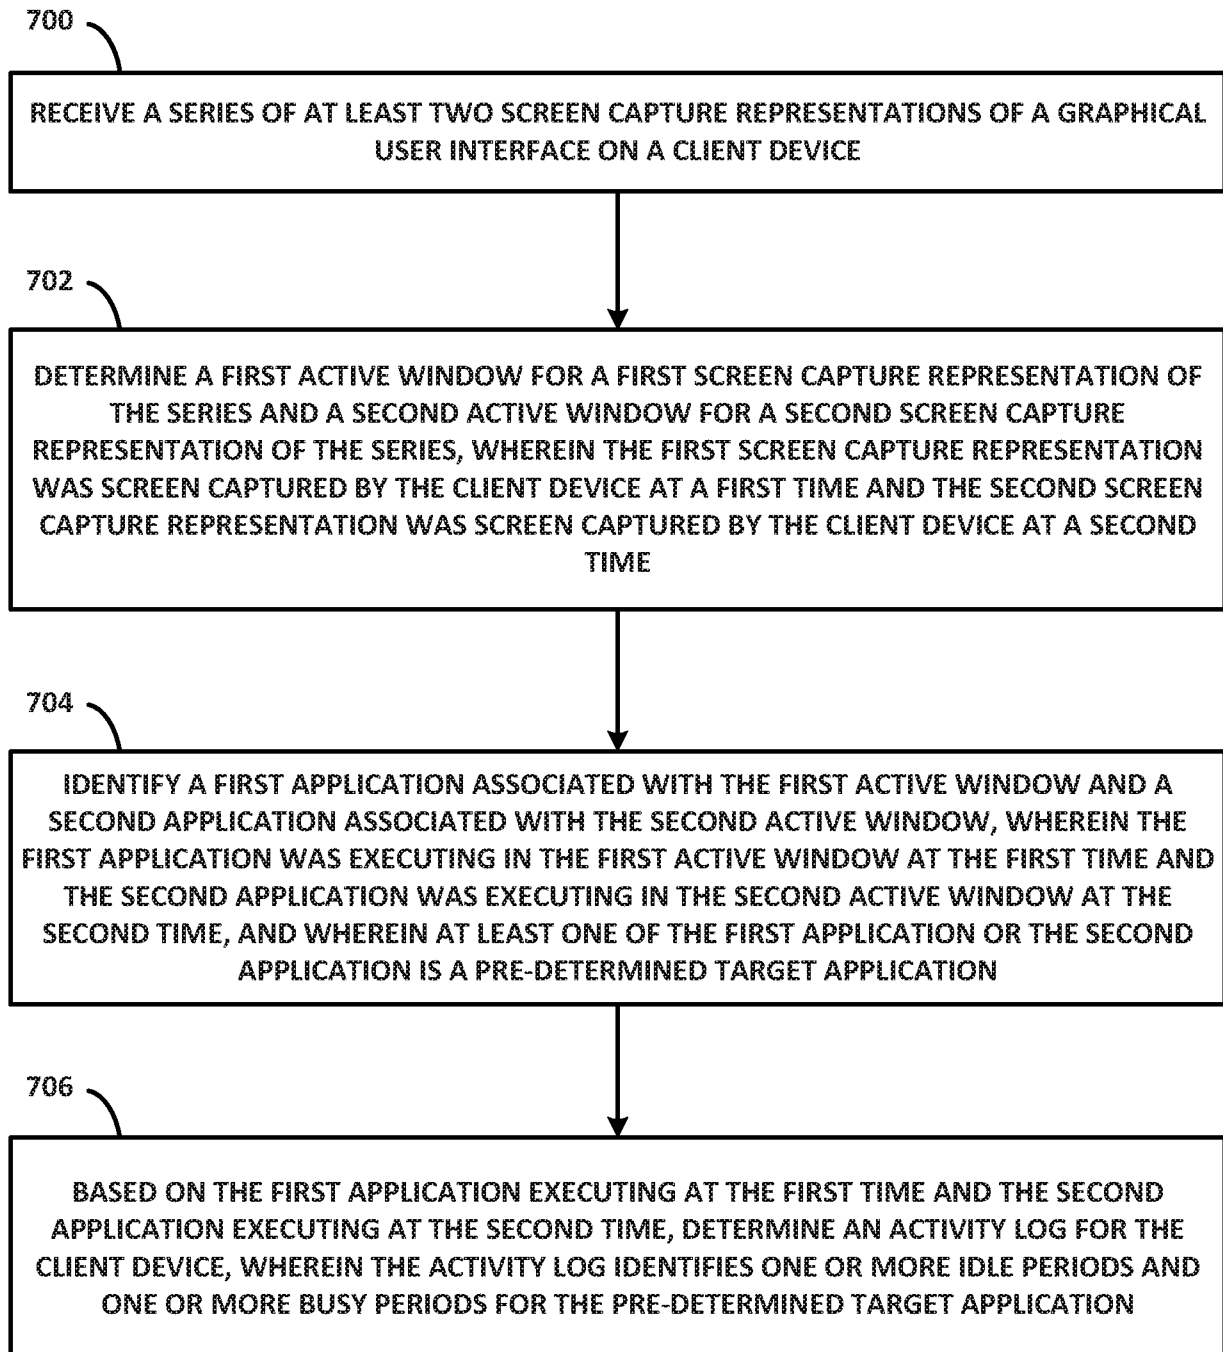 700
RECEIVE A SERIES OF AT LEAST TWO SCREEN CAPTURE REPRESENTATIONS OF A GRAPHICAL
USER INTERFACE ON A CLIENT DEVICE
702
DETERMINE A FIRST ACTIVE WINDOW FOR A FIRST SCREEN CAPTURE REPRESENTATION OF
THE SERIES AND A SECOND ACTIVE WINDOW FOR A SECOND SCREEN CAPTURE
REPRESENTATION OF THE SERIES, WHEREIN THE FIRST SCREEN CAPTURE REPRESENTATION
WAS SCREEN CAPTURED BY THE CLIENT DEVICE AT A FIRST TIME AND THE SECOND SCREEN
CAPTURE REPRESENTATION WAS SCREEN CAPTURED BY THE CLIENT DEVICE AT A SECOND
TIME
704
IDENTIFY A FIRST APPLICATION ASSOCIATED WITH THE FIRST ACTIVE WINDOW AND A
SECOND APPLICATION ASSOCIATED WITH THE SECOND ACTIVE WINDOW, WHEREIN THE
FIRST APPLICATION WAS EXECUTING IN THE FIRST ACTIVE WINDOW AT THE FIRST TIME AND
THE SECOND APPLICATION WAS EXECUTING IN THE SECOND ACTIVE WINDOW AT THE
SECOND TIME, AND WHEREIN AT LEAST ONE OF THE FIRST APPLICATION OR THE SECOND
APPLICATION IS A PRE-DETERMINED TARGET APPLICATION
706
BASED ON THE FIRST APPLICATION EXECUTING AT THE FIRST TIME AND THE SECOND
APPLICATION EXECUTING AT THE SECOND TIME, DETERMINE AN ACTIVITY LOG FOR THE
CLIENT DEVICE, WHEREIN THE ACTIVITY LOG IDENTIFIES ONE OR MORE IDLE PERIODS AND
ONE OR MORE BUSY PERIODS FOR THE PRE-DETERMINED TARGET APPLICATION